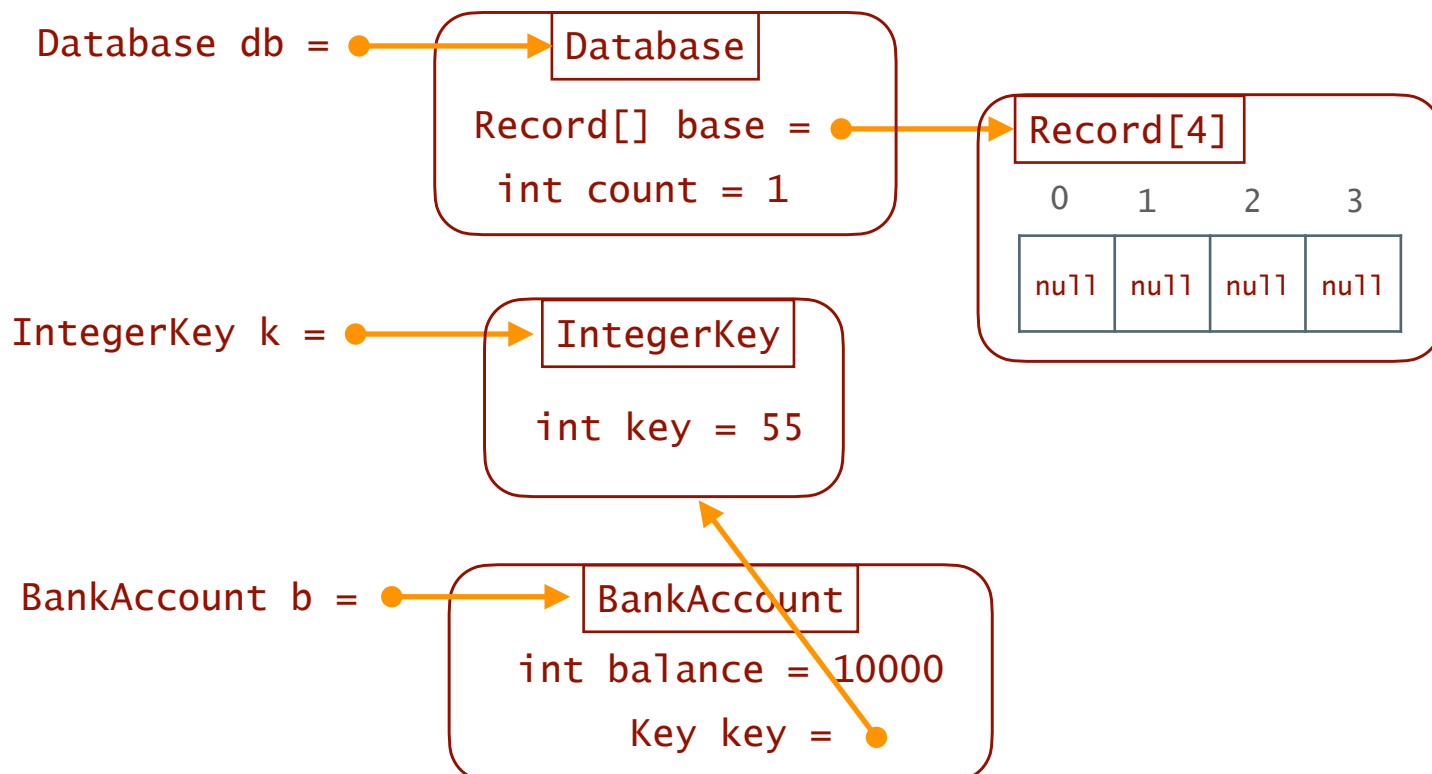 Database db =
Database
Record[] base =
int count = 1
Record[4]
0 1 2 3
null null null null
IntegerKey k =
IntegerKey
int key = 55
BankAccount b =
BankAccount
int balance = 10000
Key key =